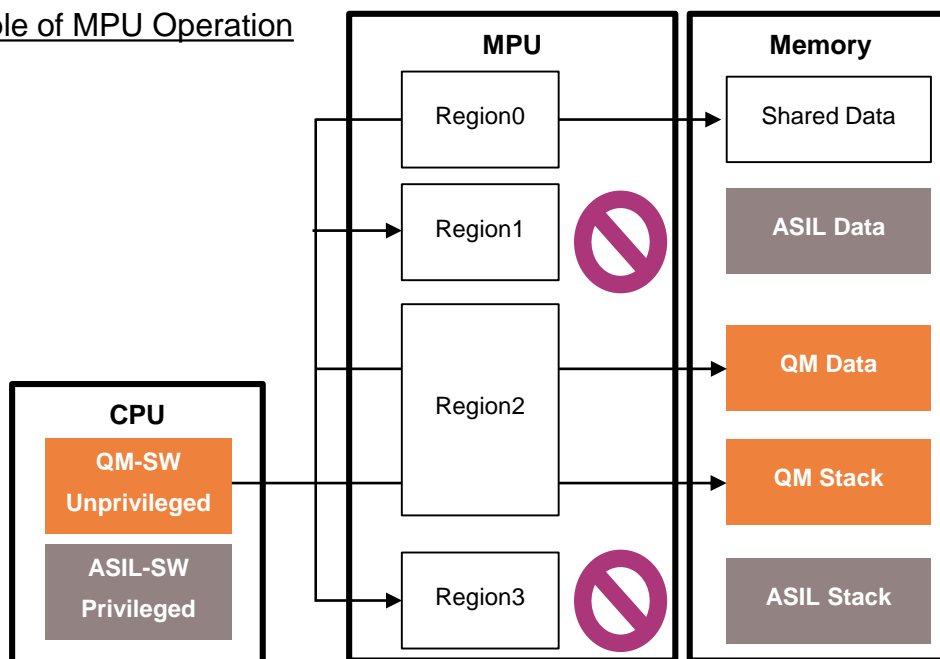 le of MPU Operation
MPU
Memory
Region0
Shared Data
Region1
ASIL Data
Region2
QM Data
CPU
QM-SW
Unprivileged
QM Stack
ASIL-SW
Privileged
Region3
ASIL Stack